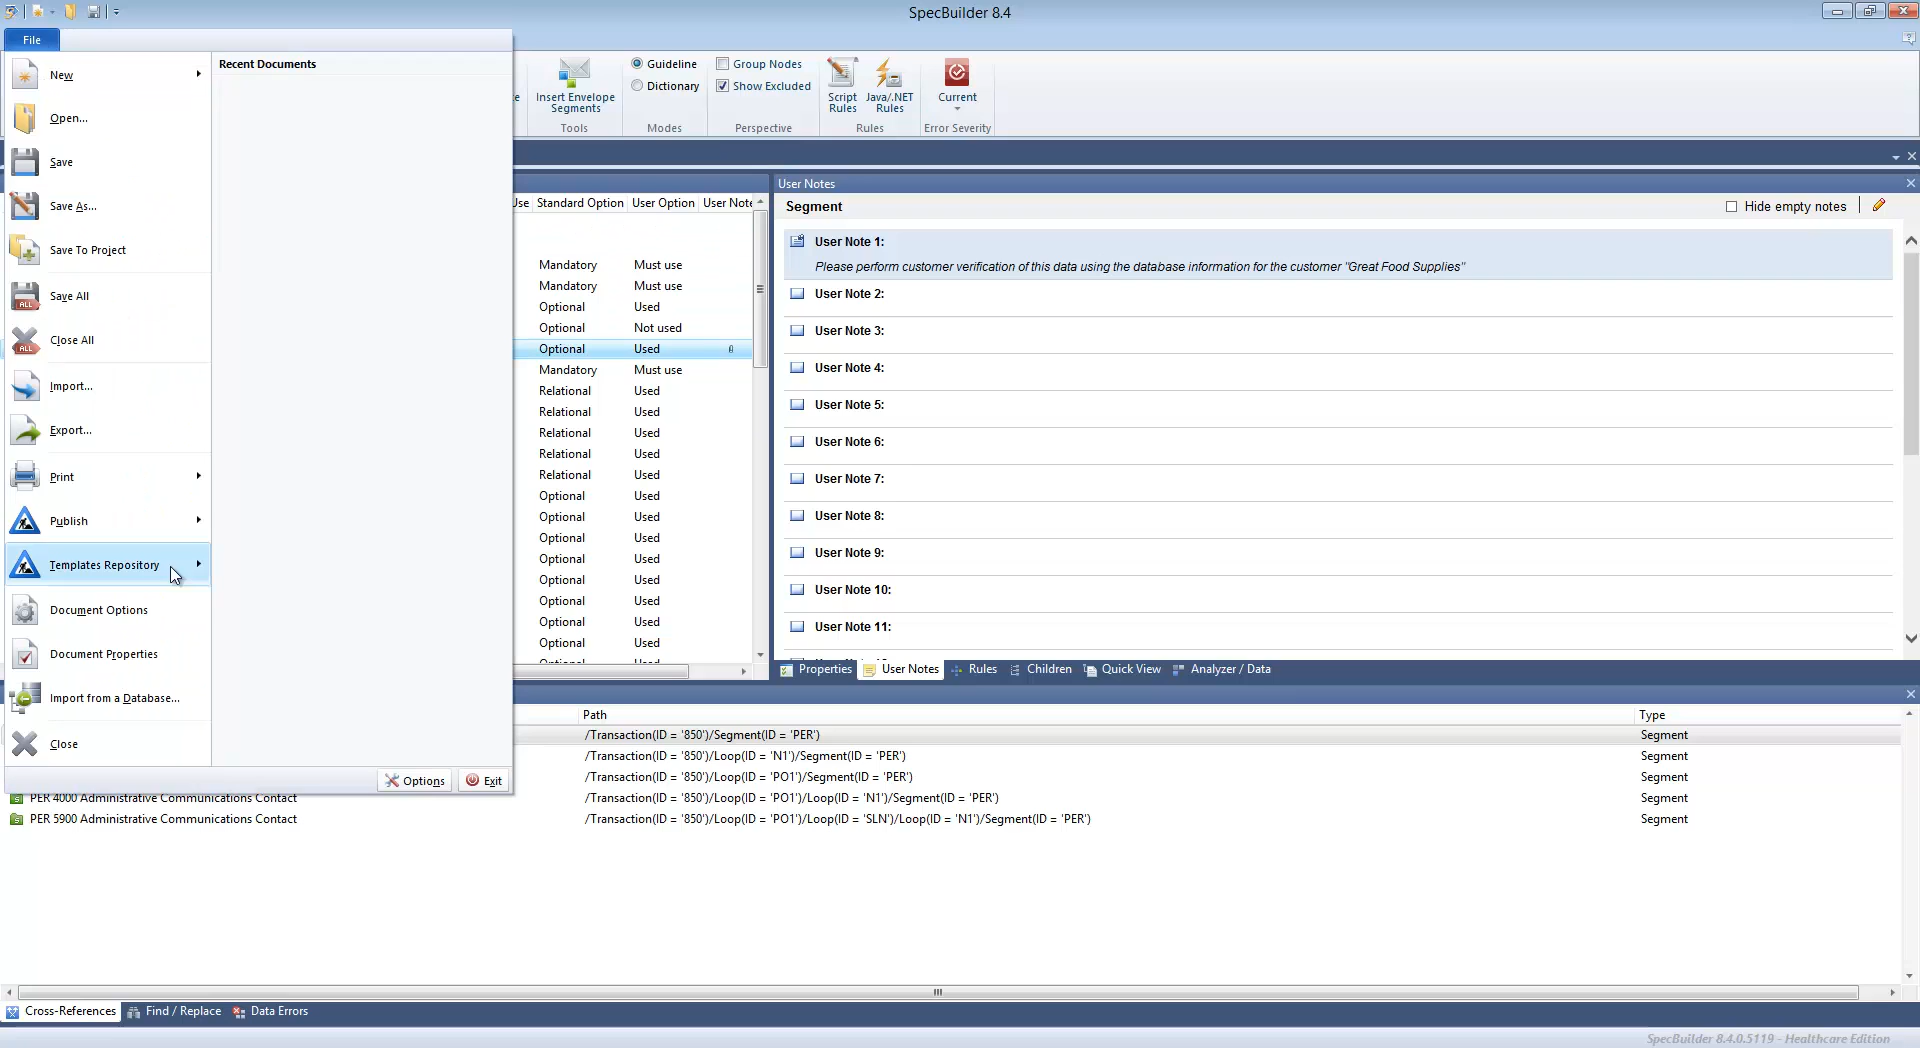 SpecBuilder 8.4
File
Recent Documents
New
Open...
Save
Save As...
Save To Project
Save All
Close All
Import...
Export...
Print
Publish
Templates Repository
Document Options
Document Properties
Import from a Database...
Close
Options
Exit
Insert Envelope
Segments
Tools
Guideline
Dictionary
Modes
Group Nodes
Show Excluded
Perspective
Script
Rules
Java/.NET
Rules
Rules
Current
Error Severity
Standard Option User Option User Note
Mandatory Must use
Mandatory Must use
Optional Used
Optional Not used
Optional Used
Mandatory Must use
Relational Used
Relational Used
Relational Used
Relational Used
Relational Used
Optional Used
Optional Used
Optional Used
Optional Used
Optional Used
Optional Used
Optional Used
Optional Used
User Notes
Segment
Hide empty notes
User Note 1:
Please perform customer verification of this data using the database information for the customer "Great Food Supplies"
User Note 2:
User Note 3:
User Note 4:
User Note 5:
User Note 6:
User Note 7:
User Note 8:
User Note 9:
User Note 10:
User Note 11:
Properties User Notes Rules Children Quick View Analyzer / Data
Path Type
/Transaction(ID = '850')/Segment(ID = 'PER') Segment
/Transaction(ID = '850')/Loop(ID = 'N1')/Segment(ID = 'PER') Segment
/Transaction(ID = '850')/Loop(ID = 'PO1')/Segment(ID = 'PER') Segment
PER 4000 Administrative Communications Contact /Transaction(ID = '850')/Loop(ID = 'PO1')/Loop(ID = 'N1')/Segment(ID = 'PER') Segment
PER 5900 Administrative Communications Contact /Transaction(ID = '850')/Loop(ID = 'PO1')/Loop(ID = 'SLN')/Loop(ID = 'N1')/Segment(ID = 'PER') Segment
Cross-References Find / Replace Data Errors
SpecBuilder 8.4.0.5119 - Healthcare Edition